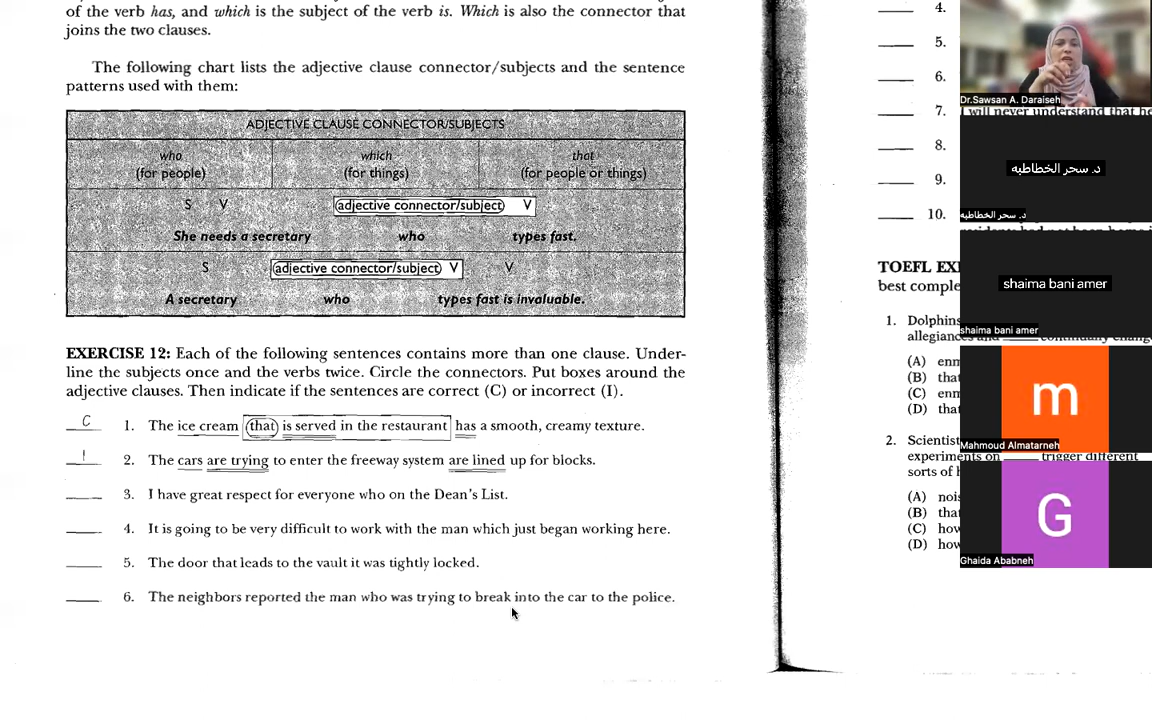 of the verb has, and which is the subject of the verb is. Which is also the connector that
joins the two clauses.
The following chart lists the adjective clause connector/subjects and the sentence
patterns used with them:
ADJECTIVE CLAUSE CONNECTOR/SUBJECTS
who which that
(for people) (for things) (for people or things)
S V (adjective connector/subject) V
She needs a secretary who types fast.
S (adjective connector/subject) V V
A secretary who types fast is invaluable.
EXERCISE 12: Each of the following sentences contains more than one clause. Under-
line the subjects once and the verbs twice. Circle the connectors. Put boxes around the
adjective clauses. Then indicate if the sentences are correct (C) or incorrect (I).
C 1. The ice cream (that) is served in the restaurant has a smooth, creamy texture.
I 2. The cars are trying to enter the freeway system are lined up for blocks.
3. I have great respect for everyone who on the Dean's List.
4. It is going to be very difficult to work with the man which just began working here.
5. The door that leads to the vault it was tightly locked.
6. The neighbors reported the man who was trying to break into the car to the police.
4.
5.
6.
7. I will never understand that he
8.
9.
10.
TOEFL EX
best comple
1. Dolphins
allegiance continually chang
(A) enm
(B) that
(C) enm
(D) that
2. Scientist
experiments on trigger different
sorts of
(A) nois
(B) that
(C) how
(D) how
Dr.Sawsan A. Daraiseh
د. سحر الخطاطيه
د. سحر الخطاطيه
shaima bani amer
shaima bani amer
m
Mahmoud Almatarneh
G
Ghaida Ababneh